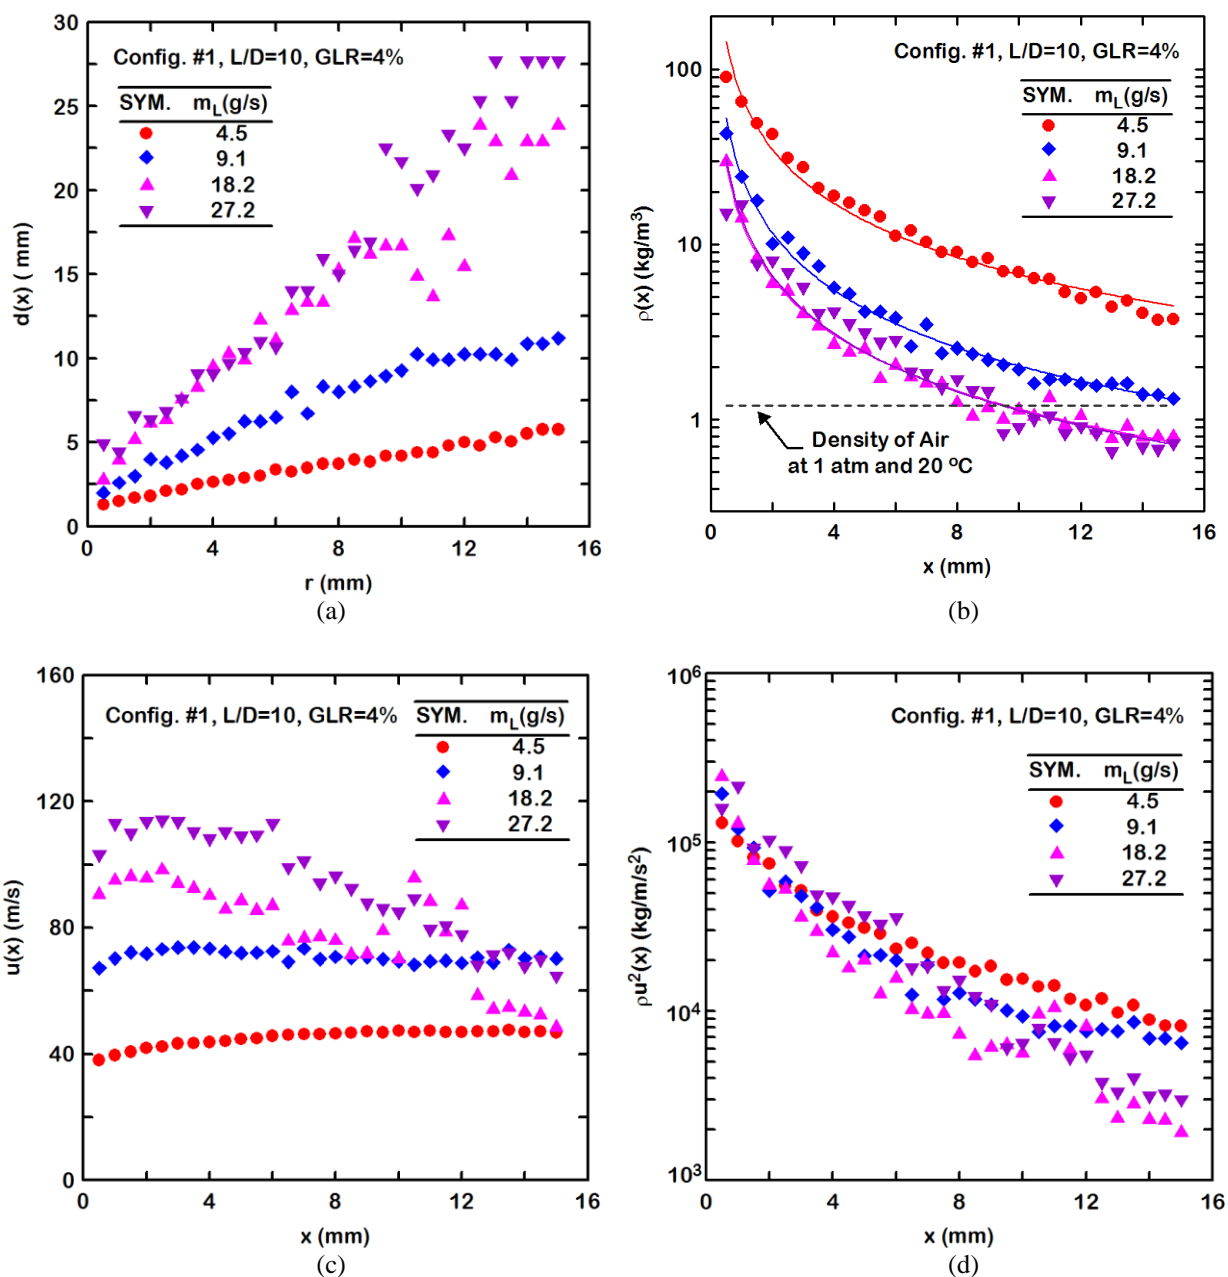 30
25
20
15
10
5
0
d(x) ( mm)
Config. #1, L/D=10, GLR=4%
SYM. m_L(g/s)
4.5
9.1
18.2
27.2
0 4 8 12 16
r (mm)
(a)
100
10
1
ρ(x) (kg/m³)
Config. #1, L/D=10, GLR=4%
SYM. m_L(g/s)
4.5
9.1
18.2
27.2
Density of Air
at 1 atm and 20 ºC
0 4 8 12 16
x (mm)
(b)
160
120
80
40
0
u(x) (m/s)
Config. #1, L/D=10, GLR=4%
SYM. m_L(g/s)
4.5
9.1
18.2
27.2
0 4 8 12 16
x (mm)
(c)
10⁶
10⁵
10⁴
10³
ρu²(x) (kg/m/s²)
Config. #1, L/D=10, GLR=4%
SYM. m_L(g/s)
4.5
9.1
18.2
27.2
0 4 8 12 16
x (mm)
(d)